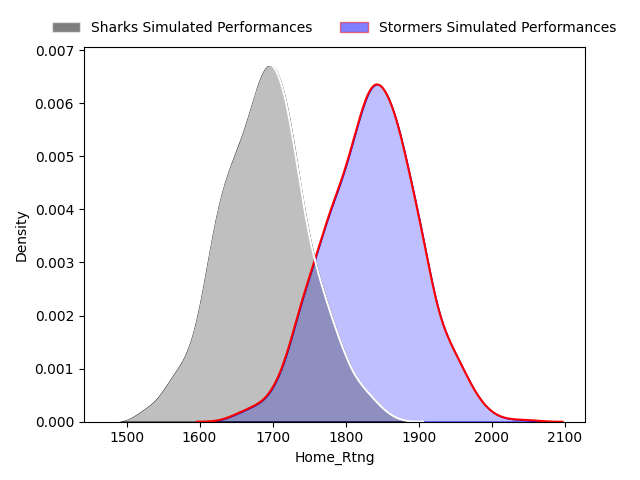 Sharks Simulated Performances Stormers Simulated Performances
0.007
0.006
0.005
0.004
0.003
0.002
0.001
0.000
Density
1500 1600 1700 1800 1900 2000 2100
Home_Rtng